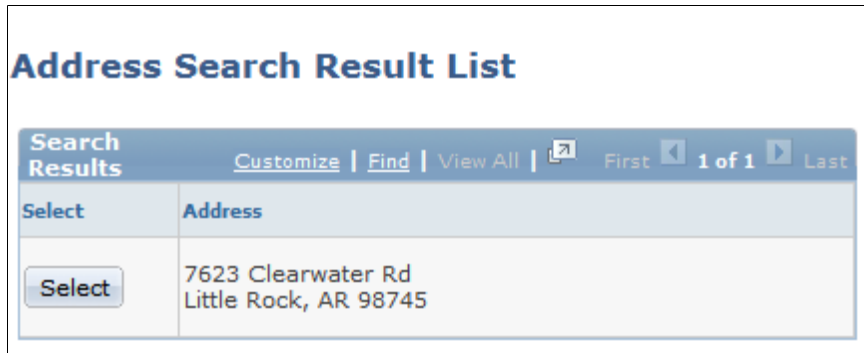 Address Search Result List
Search Results Customize | Find | View All | First 1 of 1 Last
Select Address
Select 7623 Clearwater Rd
Little Rock, AR 98745